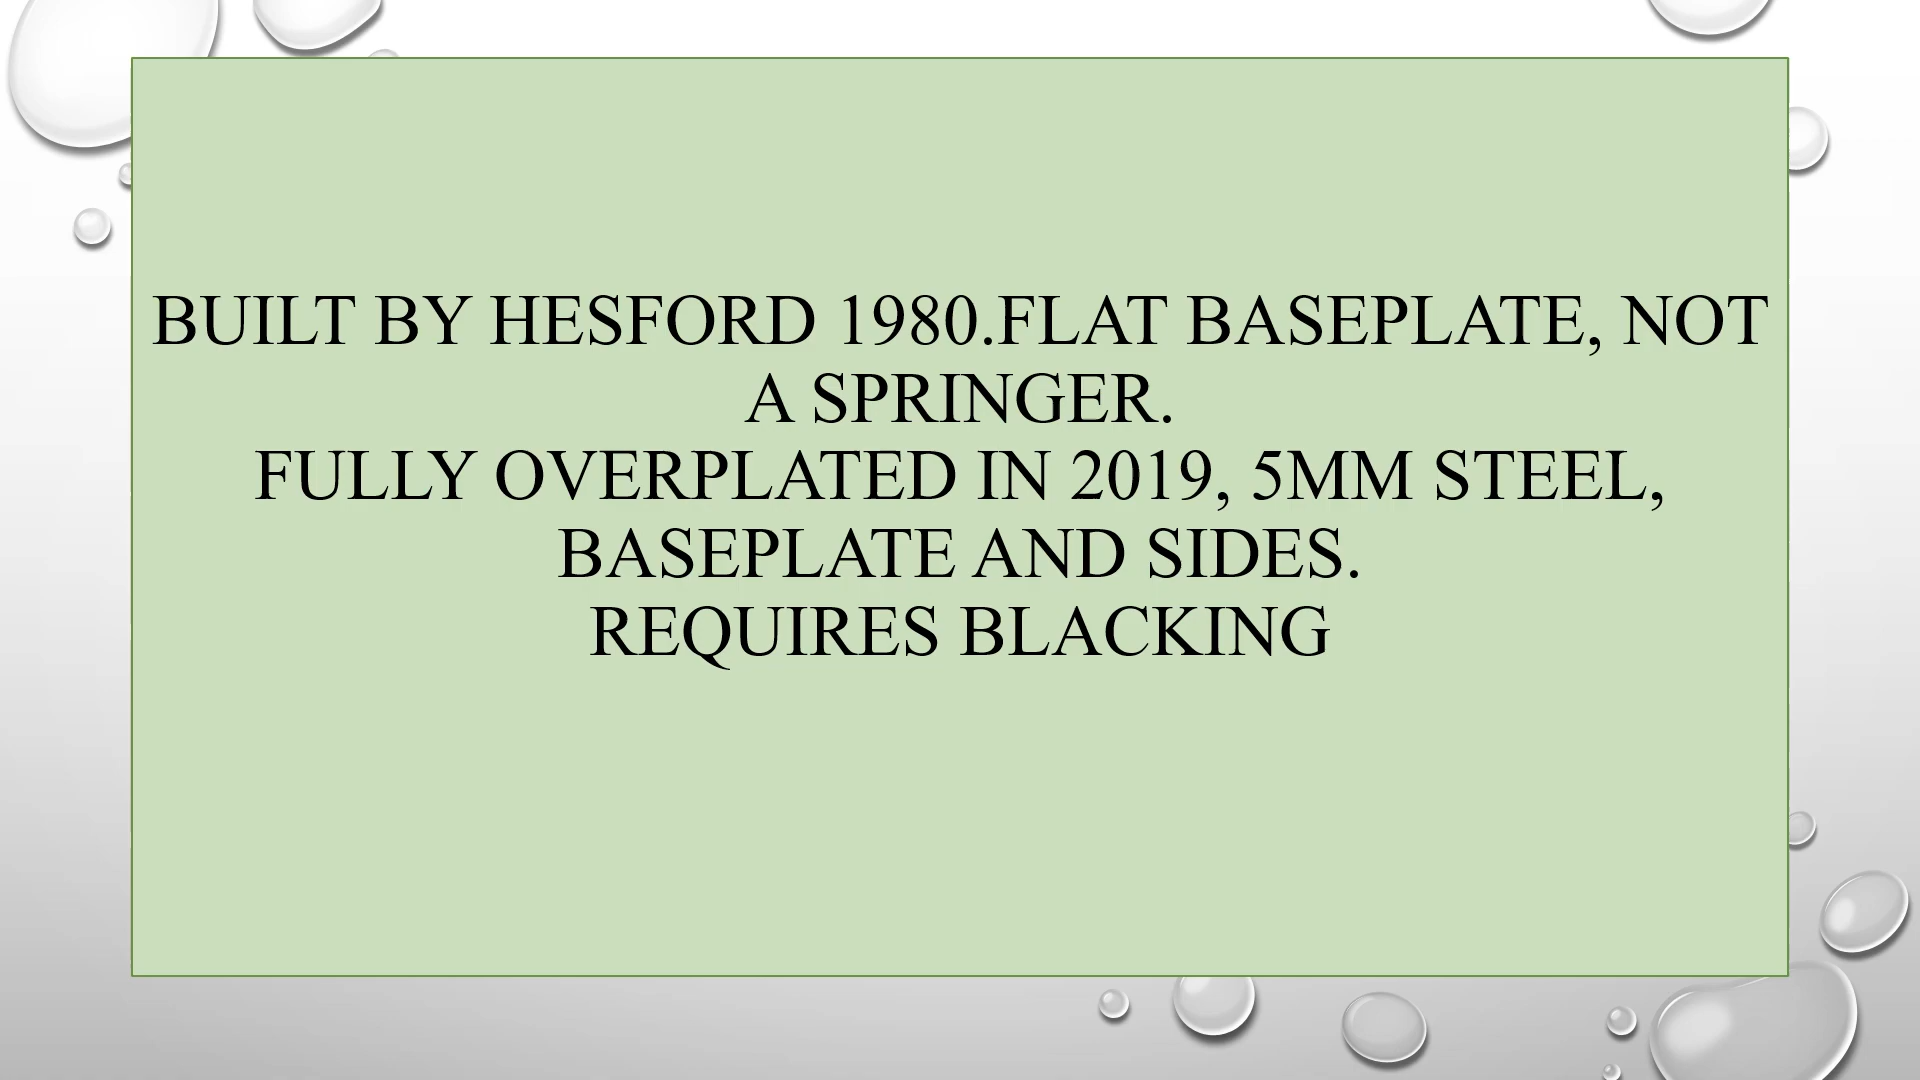 BUILT BY HESFORD 1980.FLAT BASEPLATE, NOT
A SPRINGER.
FULLY OVERPLATED IN 2019, 5MM STEEL,
BASEPLATE AND SIDES.
REQUIRES BLACKING